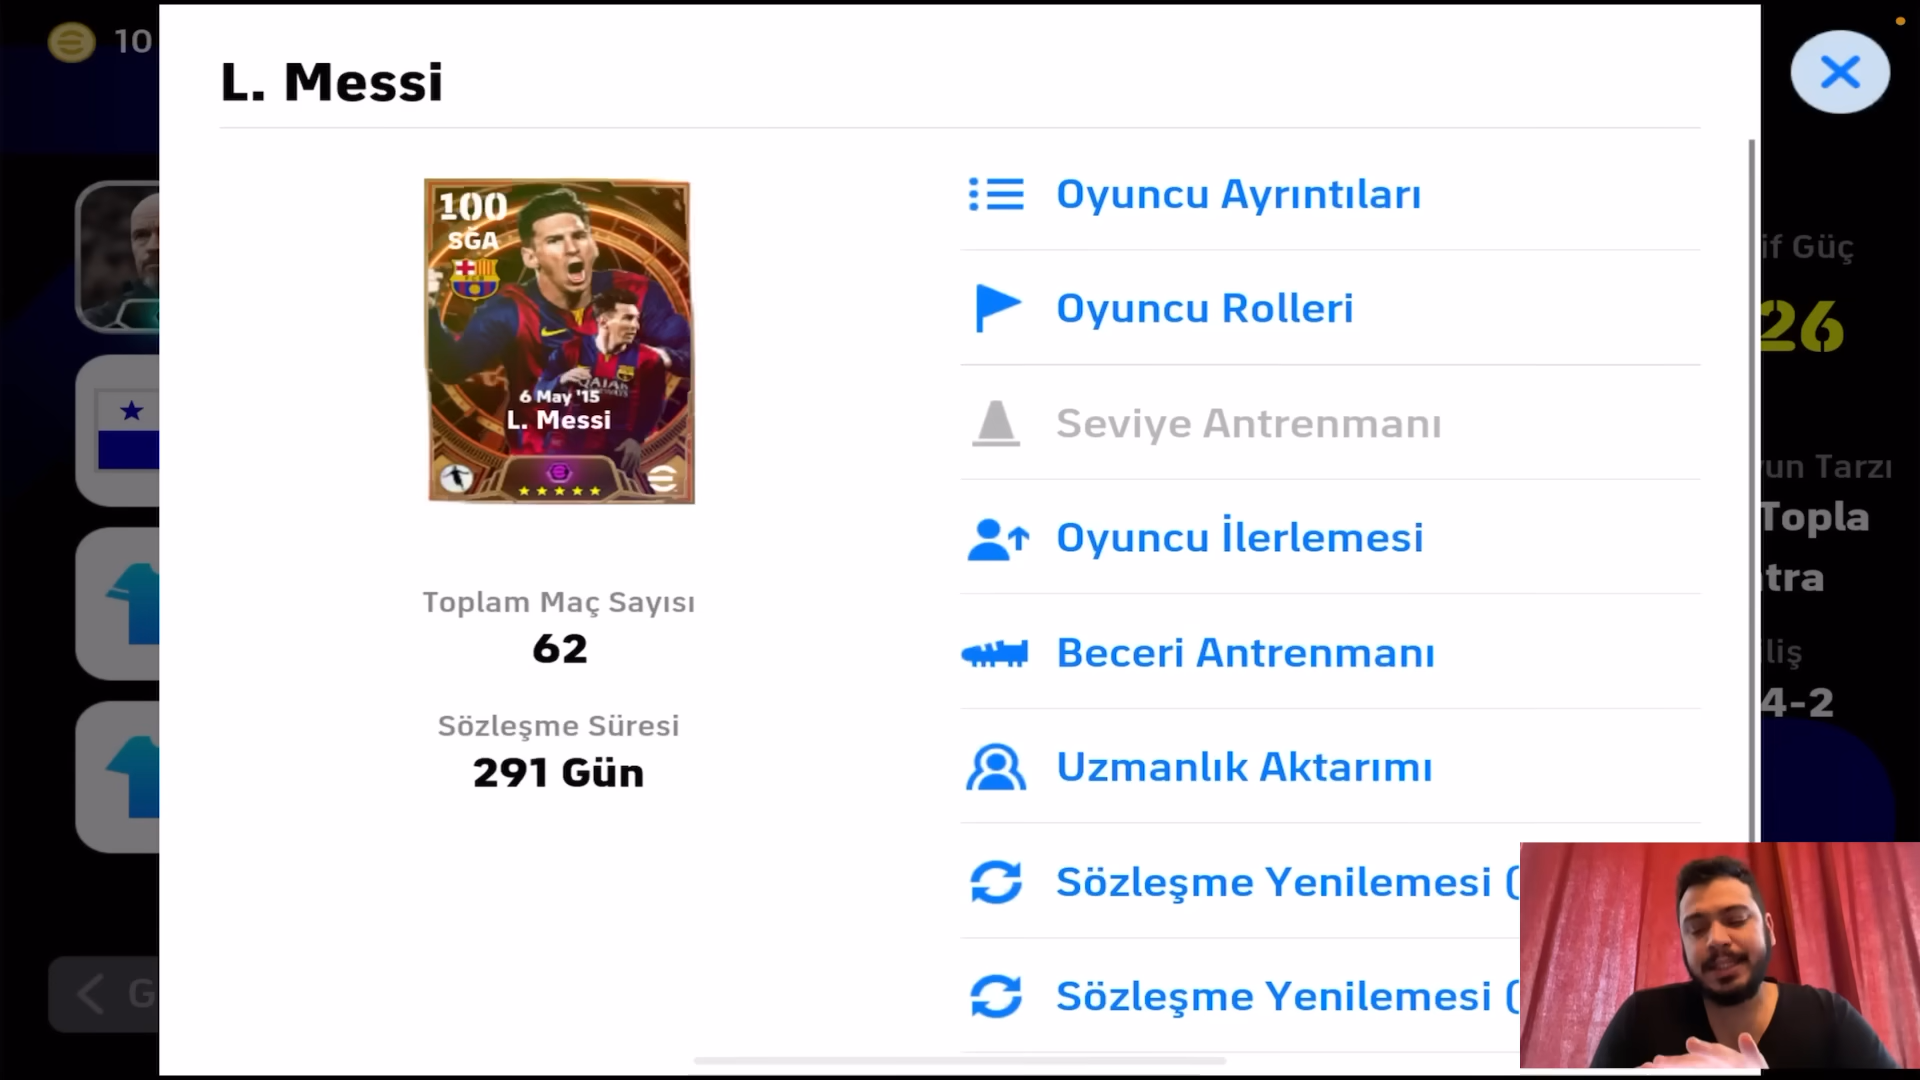 10
L. Messi
100
SĞA
QATAR
AIRWAYS
6 May '15
L. Messi
Toplam Maç Sayısı
62
Sözleşme Süresi
291 Gün
Oyuncu Ayrıntıları
Oyuncu Rolleri
Seviye Antrenmanı
Oyuncu İlerlemesi
Beceri Antrenmanı
Uzmanlık Aktarımı
Sözleşme Yenilemesi (
Sözleşme Yenilemesi (
if Güç
26
un Tarzı
Topla
tra
liş
4-2
G